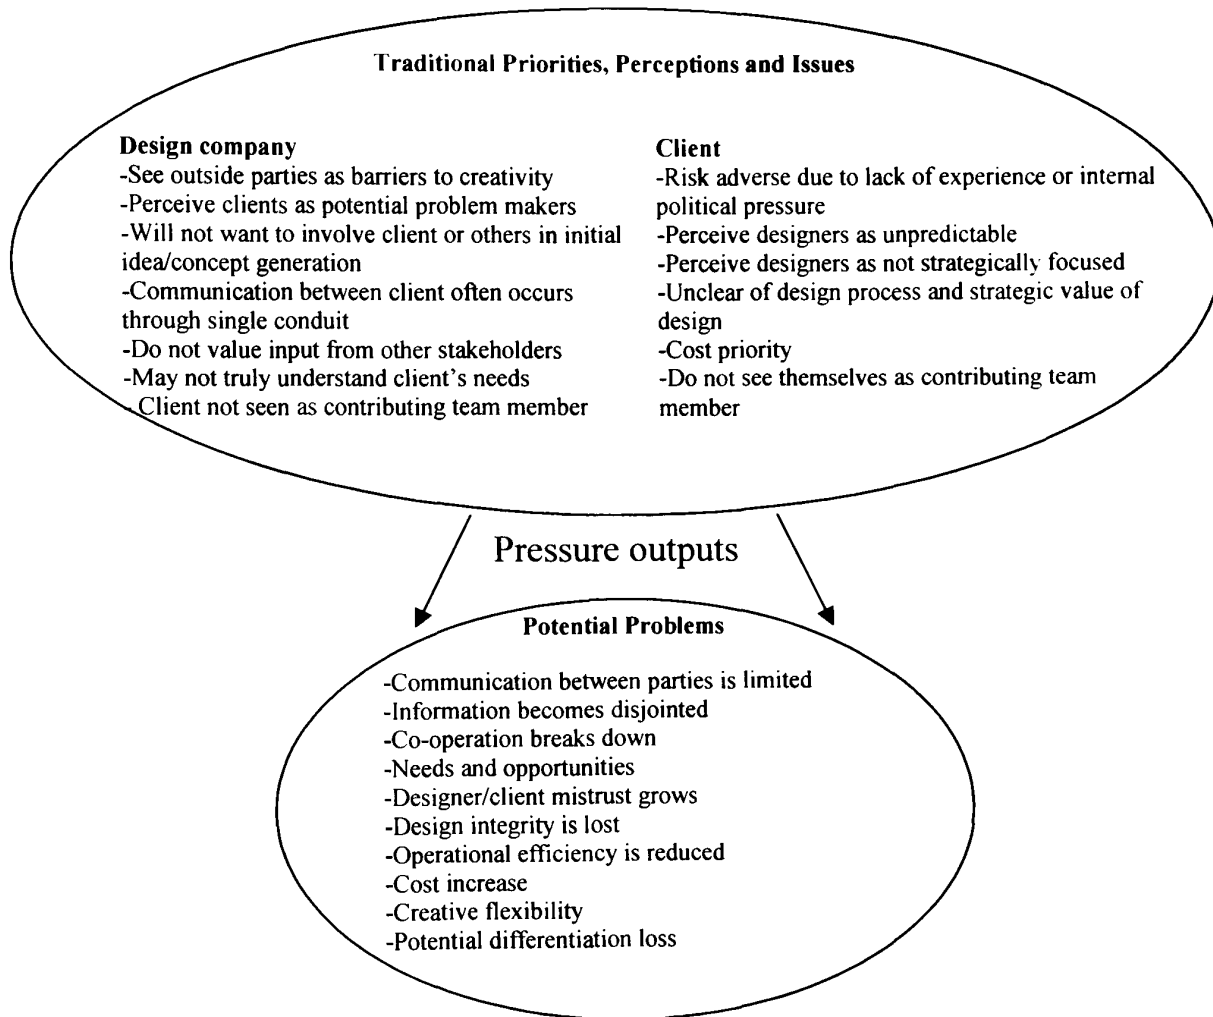 Traditional Priorities, Perceptions and Issues
Design company
-See outside parties as barriers to creativity
-Perceive clients as potential problem makers
-Will not want to involve client or others in initial
idea/concept generation
-Communication between client often occurs
through single conduit
-Do not value input from other stakeholders
-May not truly understand client's needs
- Client not seen as contributing team member
Client
-Risk adverse due to lack of experience or internal
political pressure
-Perceive designers as unpredictable
-Perceive designers as not strategically focused
-Unclear of design process and strategic value of
design
-Cost priority
-Do not see themselves as contributing team
member
Pressure outputs
Potential Problems
-Communication between parties is limited
-Information becomes disjointed
-Co-operation breaks down
-Needs and opportunities
-Designer/client mistrust grows
-Design integrity is lost
-Operational efficiency is reduced
-Cost increase
-Creative flexibility
-Potential differentiation loss